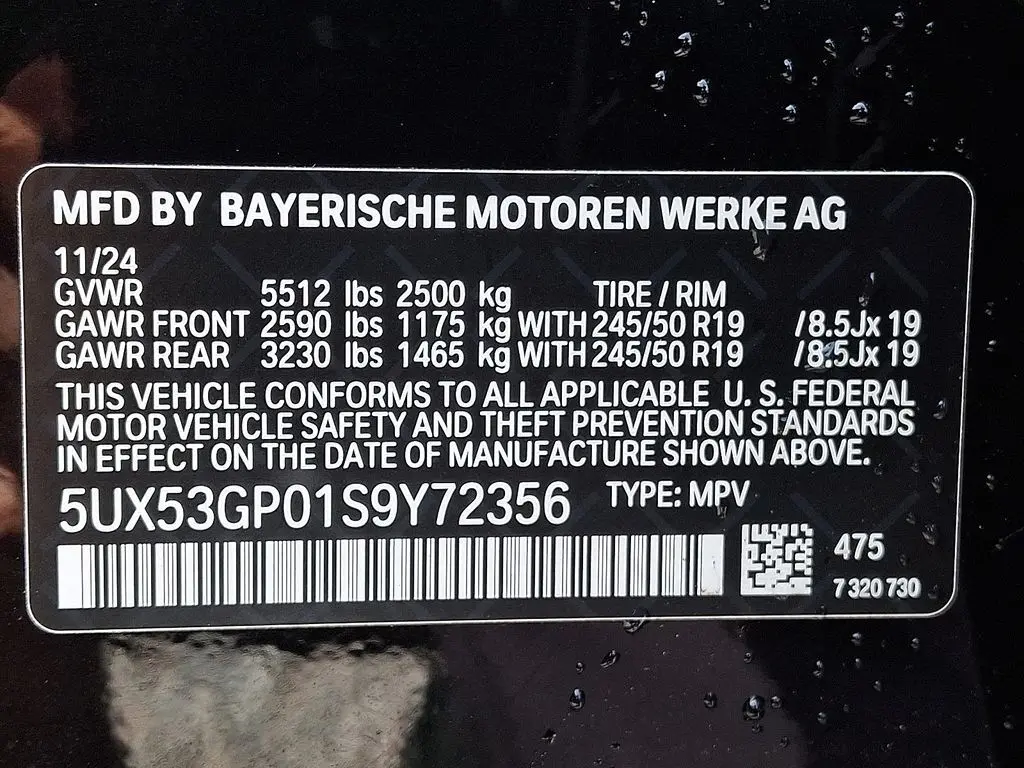 MFD BY BAYERISCHE MOTOREN WERKE AG
11/24
GVWR 5512 lbs 2500 kg TIRE / RIM
GAWR FRONT 2590 lbs 1175 kg WITH 245/50 R19 /8.5Jx 19
GAWR REAR 3230 lbs 1465 kg WITH 245/50 R19 /8.5Jx 19
THIS VEHICLE CONFORMS TO ALL APPLICABLE U. S. FEDERAL
MOTOR VEHICLE SAFETY AND THEFT PREVENTION STANDARDS
IN EFFECT ON THE DATE OF MANUFACTURE SHOWN ABOVE.
5UX53GP01S9Y72356 TYPE: MPV
475
7 320 730